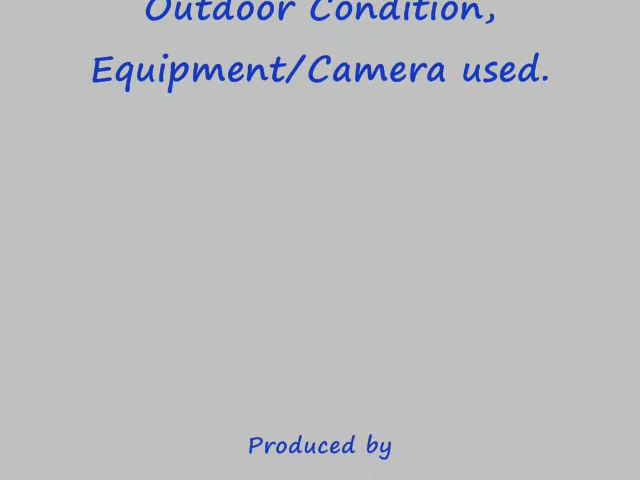 Outdoor Condition,
Equipment/Camera used.
Produced by